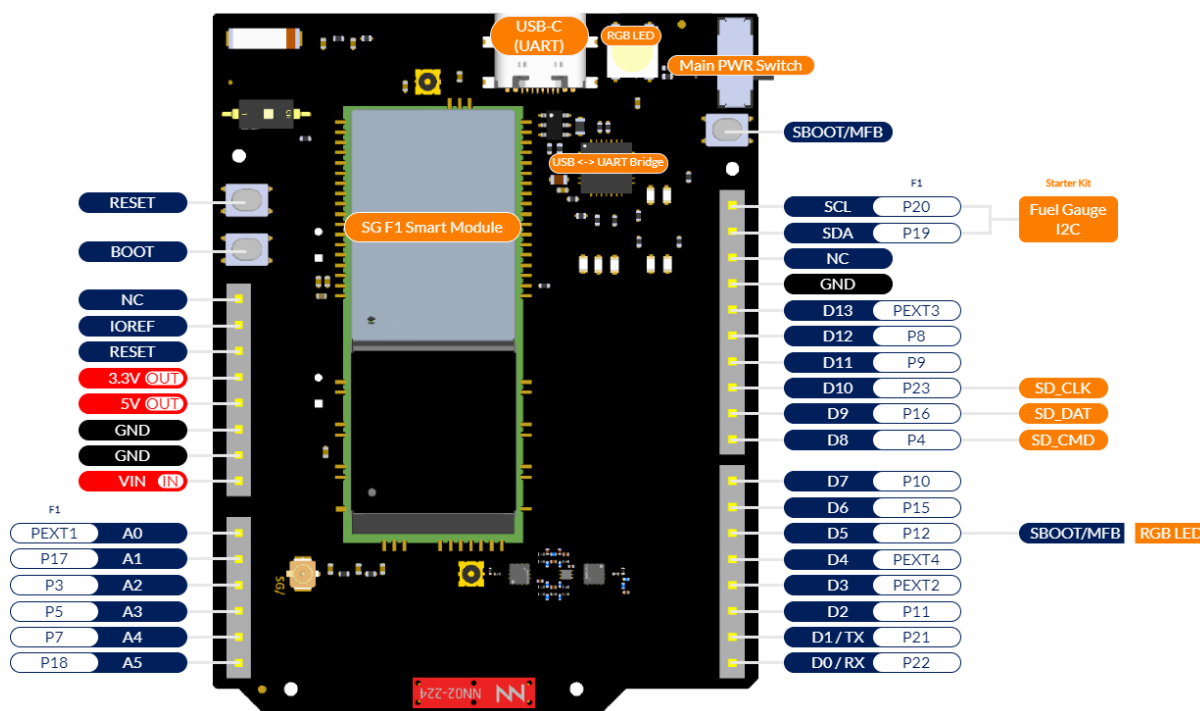 USB-C
(UART)
RGB LED
Main PWR Switch
SBOOT/MFB
USB <-> UART Bridge
SG F1 Smart Module
RESET
BOOT
NC
IOREF
RESET
3.3V OUT
5V OUT
GND
GND
VIN IN
F1
PEXT1 A0
P17 A1
P3 A2
P5 A3
P7 A4
P18 A5
F1
Starter Kit
SCL P20
SDA P19
Fuel Gauge
I2C
NC
GND
D13 PEXT3
D12 P8
D11 P9
D10 P23 SD_CLK
D9 P16 SD_DAT
D8 P4 SD_CMD
D7 P10
D6 P15
D5 P12 SBOOT/MFB RGB LED
D4 PEXT4
D3 PEXT2
D2 P11
D1 / TX P21
D0 / RX P22
SG/
NN02-224